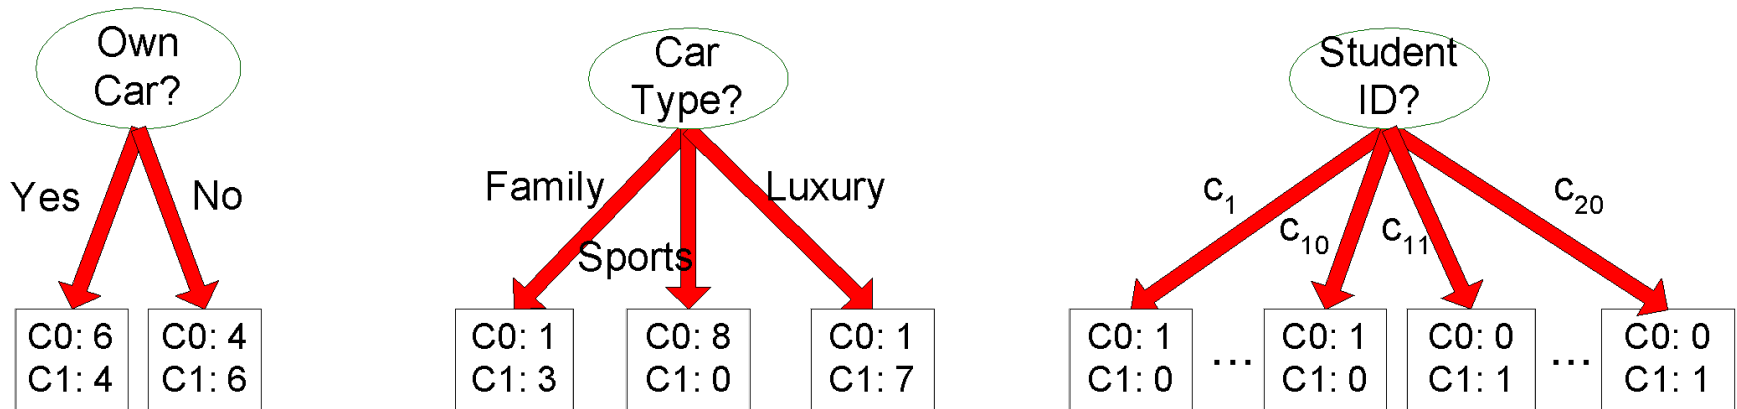 Own
Car?
Yes
No
C0: 6
C1: 4
C0: 4
C1: 6
Car
Type?
Family
Sports
Luxury
C0: 1
C1: 3
C0: 8
C1: 0
C0: 1
C1: 7
Student
ID?
c1
c10
c11
c20
C0: 1
C1: 0
...
C0: 1
C1: 0
C0: 0
C1: 1
...
C0: 0
C1: 1